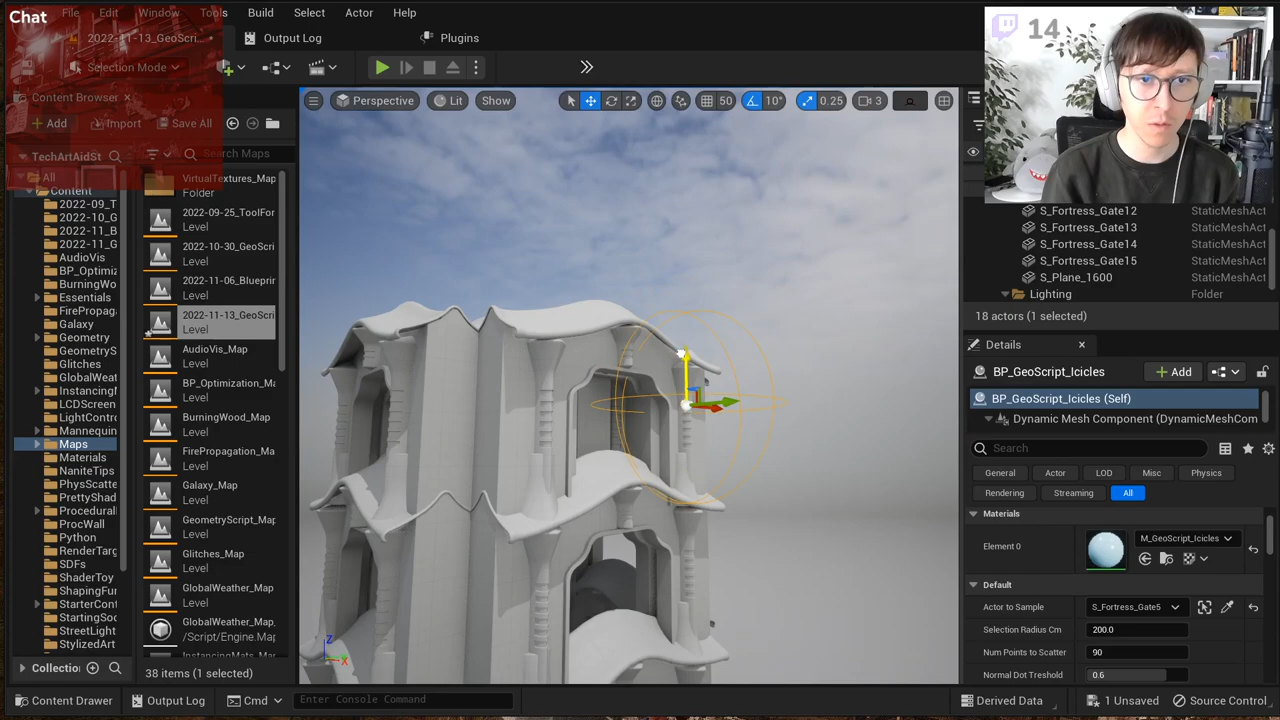 Chat
File
Edit
Window
Tools
Build
Select
Actor
Help
2022-11-13_GeoScri...
Output Log
Plugins
Selection Mode
14
Content Browser
Add
Import
Save All
TechArtAidSt
Search Maps
All
Content
2022-09_T
2022-10_G
2022-11_B
2022-11_G
AudioVis
BP_Optimiz
BurningWo
Essentials
FirePropaga
Galaxy
Geometry
GeometryS
Glitches
GlobalWeat
Instancing
LCDScreen
LightContro
Mannequin
Maps
Materials
NaniteTips
PhysScatte
PrettyShad
Procedural
ProcWall
Python
RenderTarg
SDFs
ShaderToy
ShapingFur
StarterCont
StartingSoo
StreetLight
StylizedArt
Collectio
VirtualTextures_Map
Folder
2022-09-25_ToolFor
Level
2022-10-30_GeoScri
Level
2022-11-06_Blueprir
Level
2022-11-13_GeoScri
Level
AudioVis_Map
Level
BP_Optimization_Ma
Level
BurningWood_Map
Level
FirePropagation_Ma
Level
Galaxy_Map
Level
GeometryScript_Map
Level
Glitches_Map
Level
GlobalWeather_Map
Level
GlobalWeather_Map
/Script/Engine.Map
InstancingMats_Map
38 items (1 selected)
Perspective
Lit
Show
50
10°
0.25
3
Z
X
S_Fortress_Gate12
StaticMeshAct
S_Fortress_Gate13
StaticMeshAct
S_Fortress_Gate14
StaticMeshAct
S_Fortress_Gate15
StaticMeshAct
S_Plane_1600
StaticMeshAct
Lighting
Folder
18 actors (1 selected)
Details
BP_GeoScript_Icicles
Add
BP_GeoScript_Icicles (Self)
Dynamic Mesh Component (DynamicMeshCom
Search
General
Actor
LOD
Misc
Physics
Rendering
Streaming
All
Materials
Element 0
M_GeoScript_Icicles
Default
Actor to Sample
S_Fortress_Gate5
Selection Radius Cm
200.0
Num Points to Scatter
90
Normal Dot Treshold
0.6
Content Drawer
Output Log
Cmd
Enter Console Command
Derived Data
1 Unsaved
Source Control